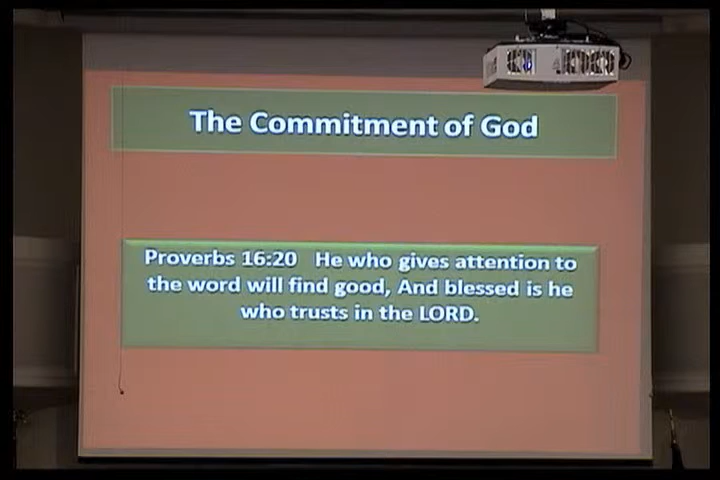 The Commitment of God
Proverbs 16:20 He who gives attention to
the word will find good, And blessed is he
who trusts in the LORD.